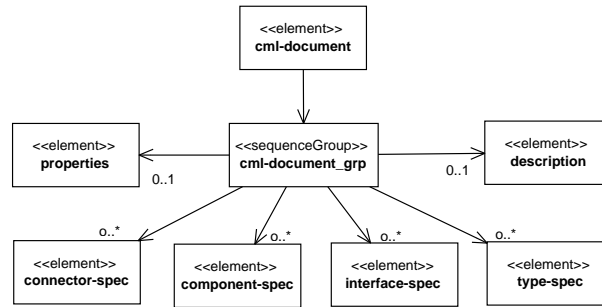 <<element>>
cml-document
<<element>>
properties
<<sequenceGroup>>
cml-document_grp
<<element>>
description
0..1
0..1
o..*
o..*
o..*
o..*
<<element>>
connector-spec
<<element>>
component-spec
<<element>>
interface-spec
<<element>>
type-spec